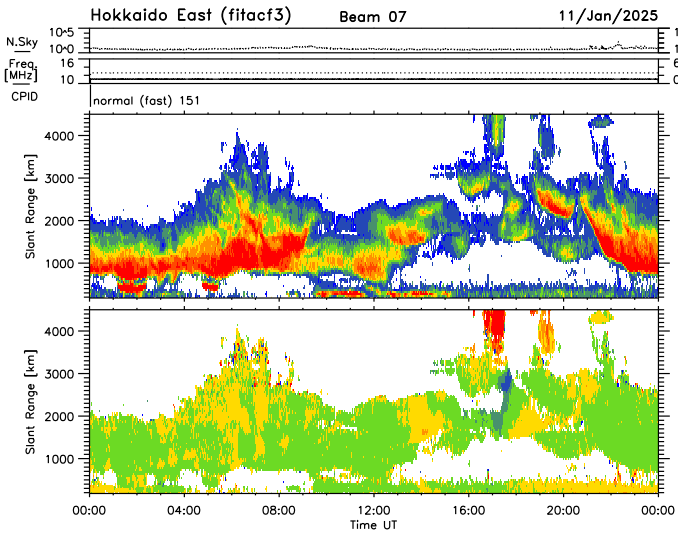 Hokkaido East (fitacf3) Beam 07 11/Jan/2025
10^5 1
N.Sky
10^0 1
Freq. 16 6
[MHz] 10 0
CPID
normal (fast) 151
4000
3000
2000
1000
Slant Range [km]
4000
3000
2000
1000
Slant Range [km]
00:00 04:00 08:00 12:00 16:00 20:00 00:00
Time UT